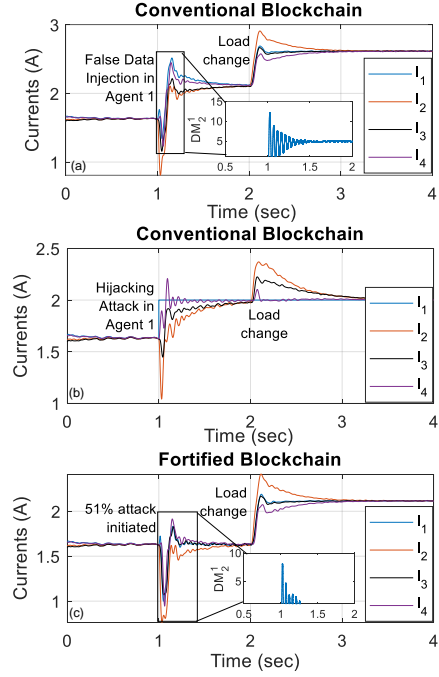 Conventional Blockchain
3
2
1
Currents (A)
False Data
Injection in
Agent 1
Load
change
I1
I2
I3
I4
DM₂¹
15
10
5
0.5 1 1.5 2
(a)
0 1 2 3 4
Time (sec)
Conventional Blockchain
2.5
2
1.5
1
Currents (A)
Hijacking
Attack in
Agent 1
Load
change
I1
I2
I3
I4
(b)
0 1 2 3 4
Time (sec)
Fortified Blockchain
2
1.5
1
Currents (A)
51% attack
initiated
Load
change
I1
I2
I3
I4
DM₂¹
10
5
0.5 1 1.5 2
(c)
0 1 2 3 4
Time (sec)